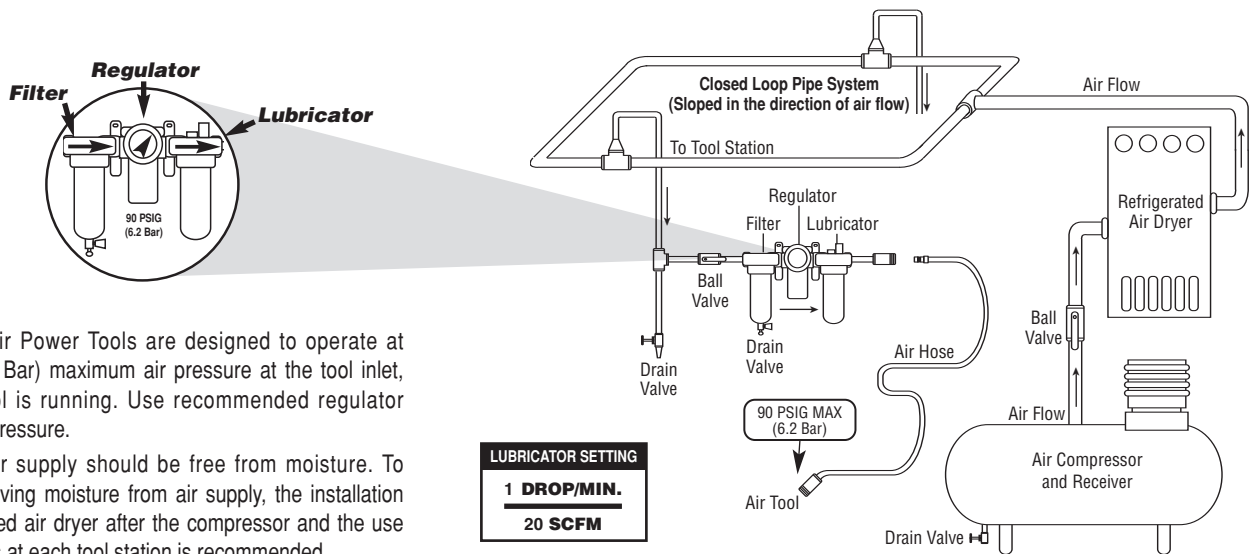 Regulator
Filter
Lubricator
90 PSIG
(6.2 Bar)
Closed Loop Pipe System
(Sloped in the direction of air flow)
Air Flow
To Tool Station
Regulator
Filter
Lubricator
Ball
Valve
Drain
Valve
Drain
Valve
Air Hose
Refrigerated
Air Dryer
Ball
Valve
Air Flow
90 PSIG MAX
(6.2 Bar)
Air Tool
Air Compressor
and Receiver
Drain Valve
LUBRICATOR SETTING
1 DROP/MIN.
20 SCFM
Power Tools are designed to operate at
Bar) maximum air pressure at the tool inlet,
is running. Use recommended regulator
supply should be free from moisture. To
moisture from air supply, the installation
air dryer after the compressor and the use
at each tool station is recommended